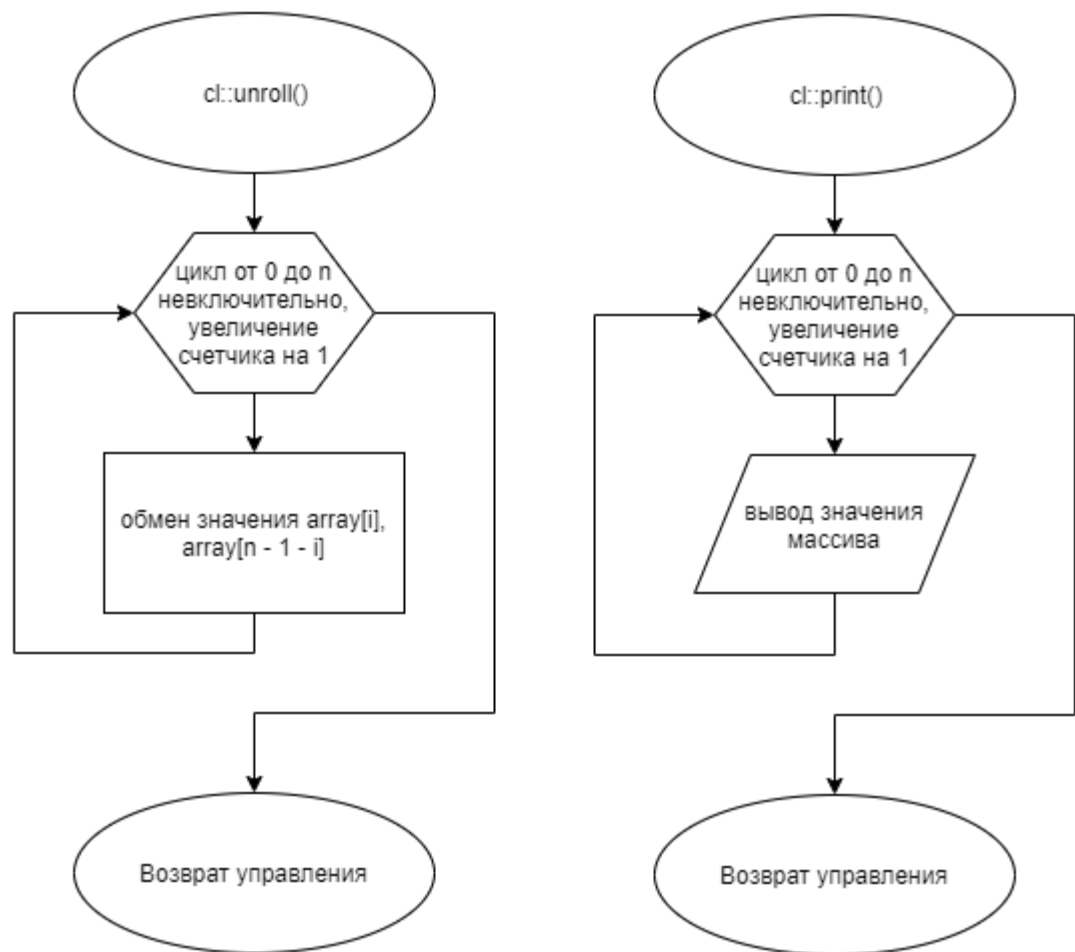 cl::unroll()
цикл от 0 до n
невключительно,
увеличение
счетчика на 1
обмен значения array[i],
array[n - 1 - i]
Возврат управления
cl::print()
цикл от 0 до n
невключительно,
увеличение
счетчика на 1
вывод значения
массива
Возврат управления